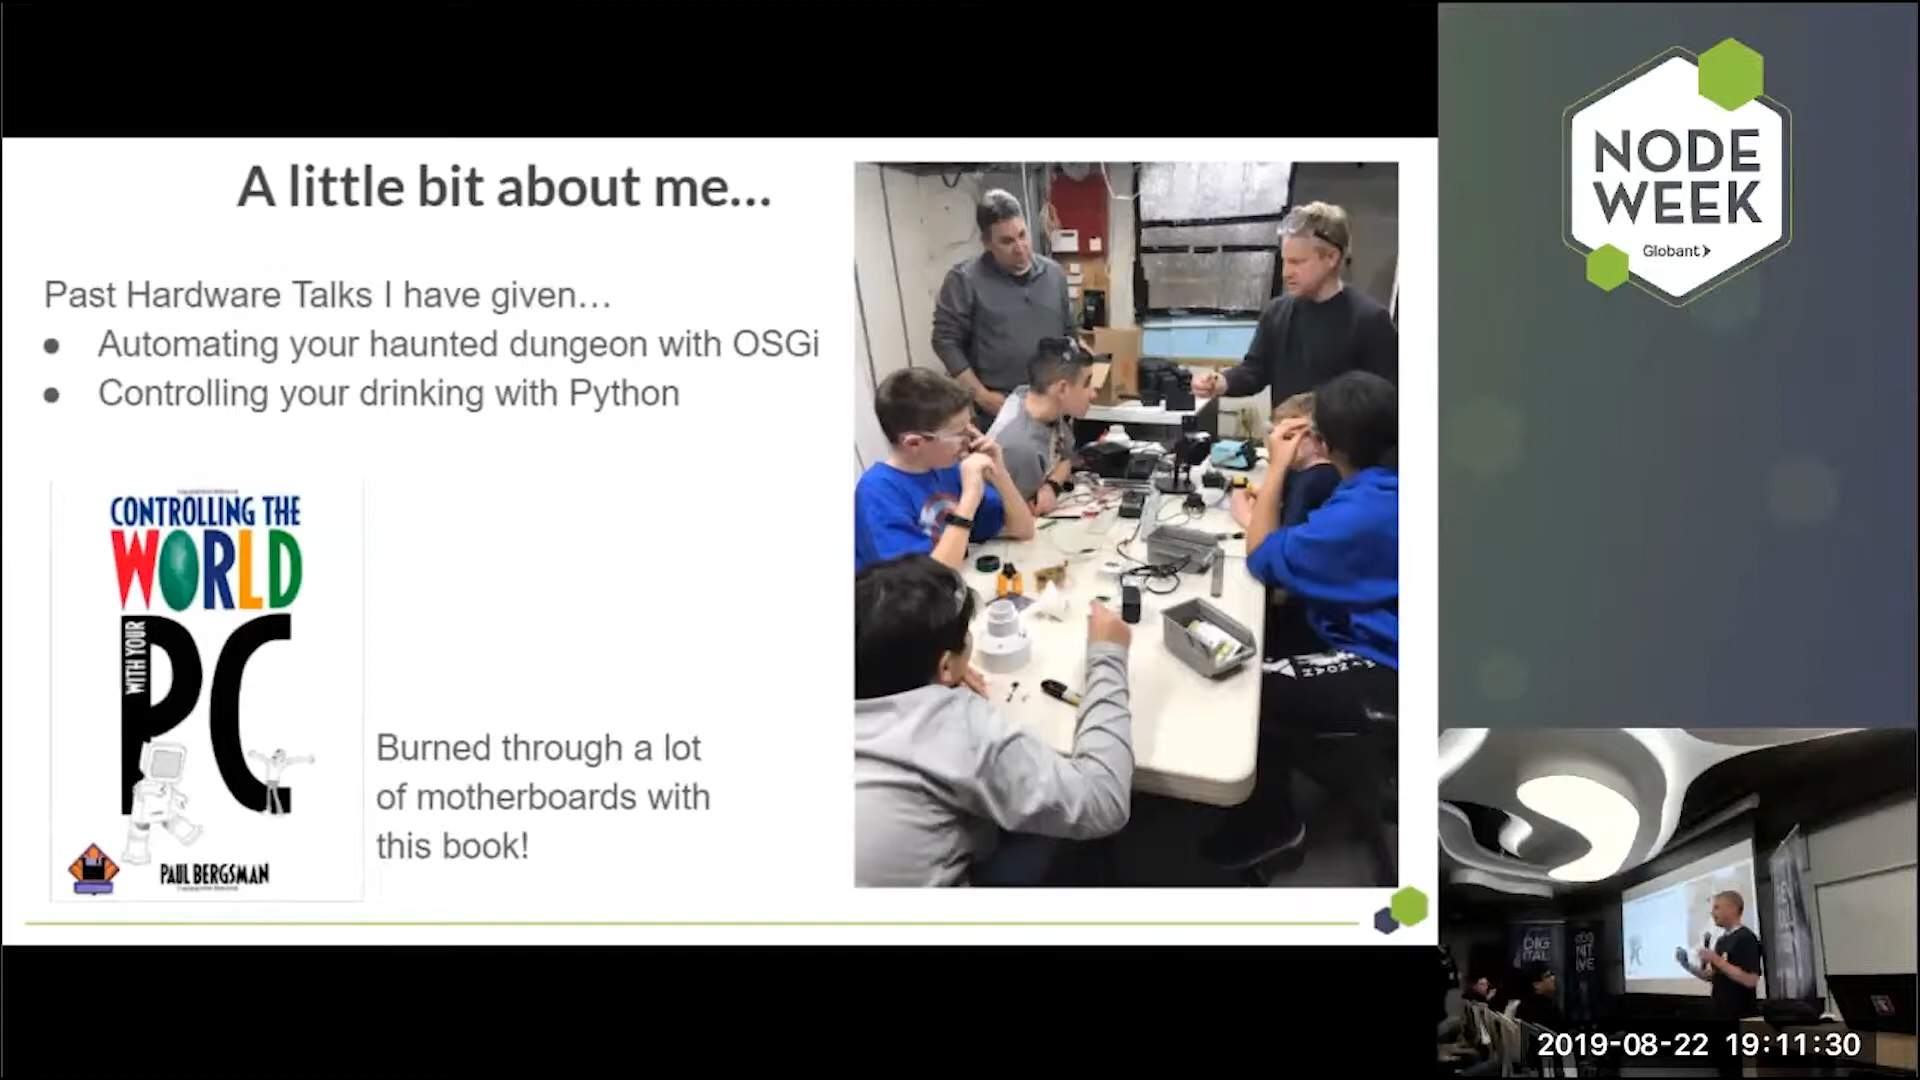 A little bit about me...
Past Hardware Talks I have given...
● Automating your haunted dungeon with OSGi
● Controlling your drinking with Python
CONTROLLING THE
WORLD
WITH YOUR
PC
PAUL BERGSMAN
Burned through a lot
of motherboards with
this book!
NODE
WEEK
Globant
DIG
ITAL
2019-08-22 19:11:30